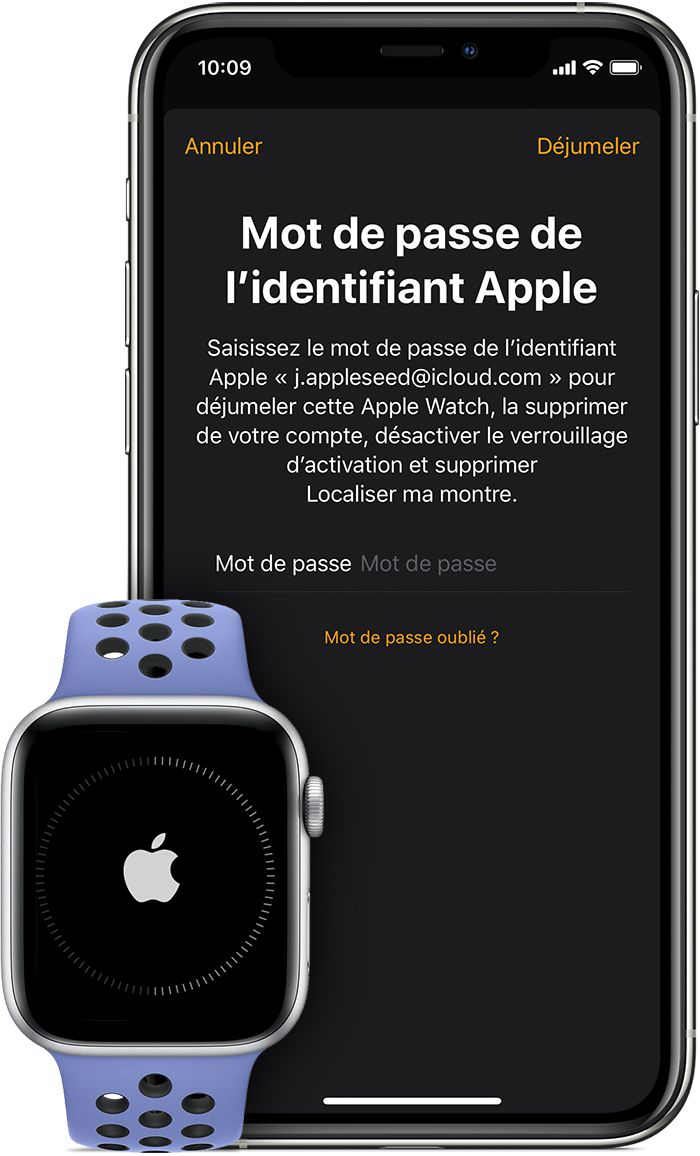 10:09
Annuler
Déjumeler
Mot de passe de
l’identifiant Apple
Saisissez le mot de passe de l’identifiant
Apple « j.appleseed@icloud.com » pour
déjumeler cette Apple Watch, la supprimer
de votre compte, désactiver le verrouillage
d’activation et supprimer
Localiser ma montre.
Mot de passe Mot de passe
Mot de passe oublié ?